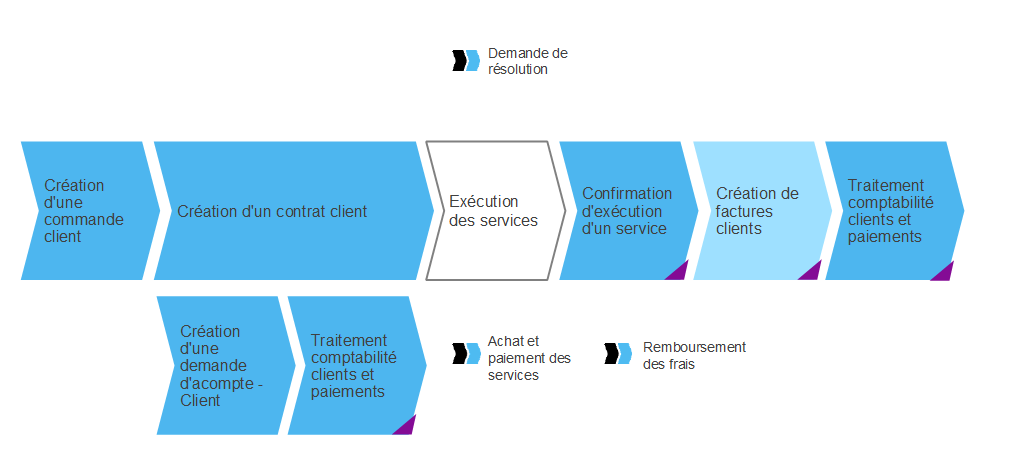 Demande de
résolution
Création
d'une
commande
client
Création d'un contrat client
Exécution
des services
Confirmation
d'exécution
d'un service
Création de
factures
clients
Traitement
comptabilité
clients et
paiements
Création
d'une
demande
d'acompte -
Client
Traitement
comptabilité
clients et
paiements
Achat et
paiement des
services
Remboursement
des frais